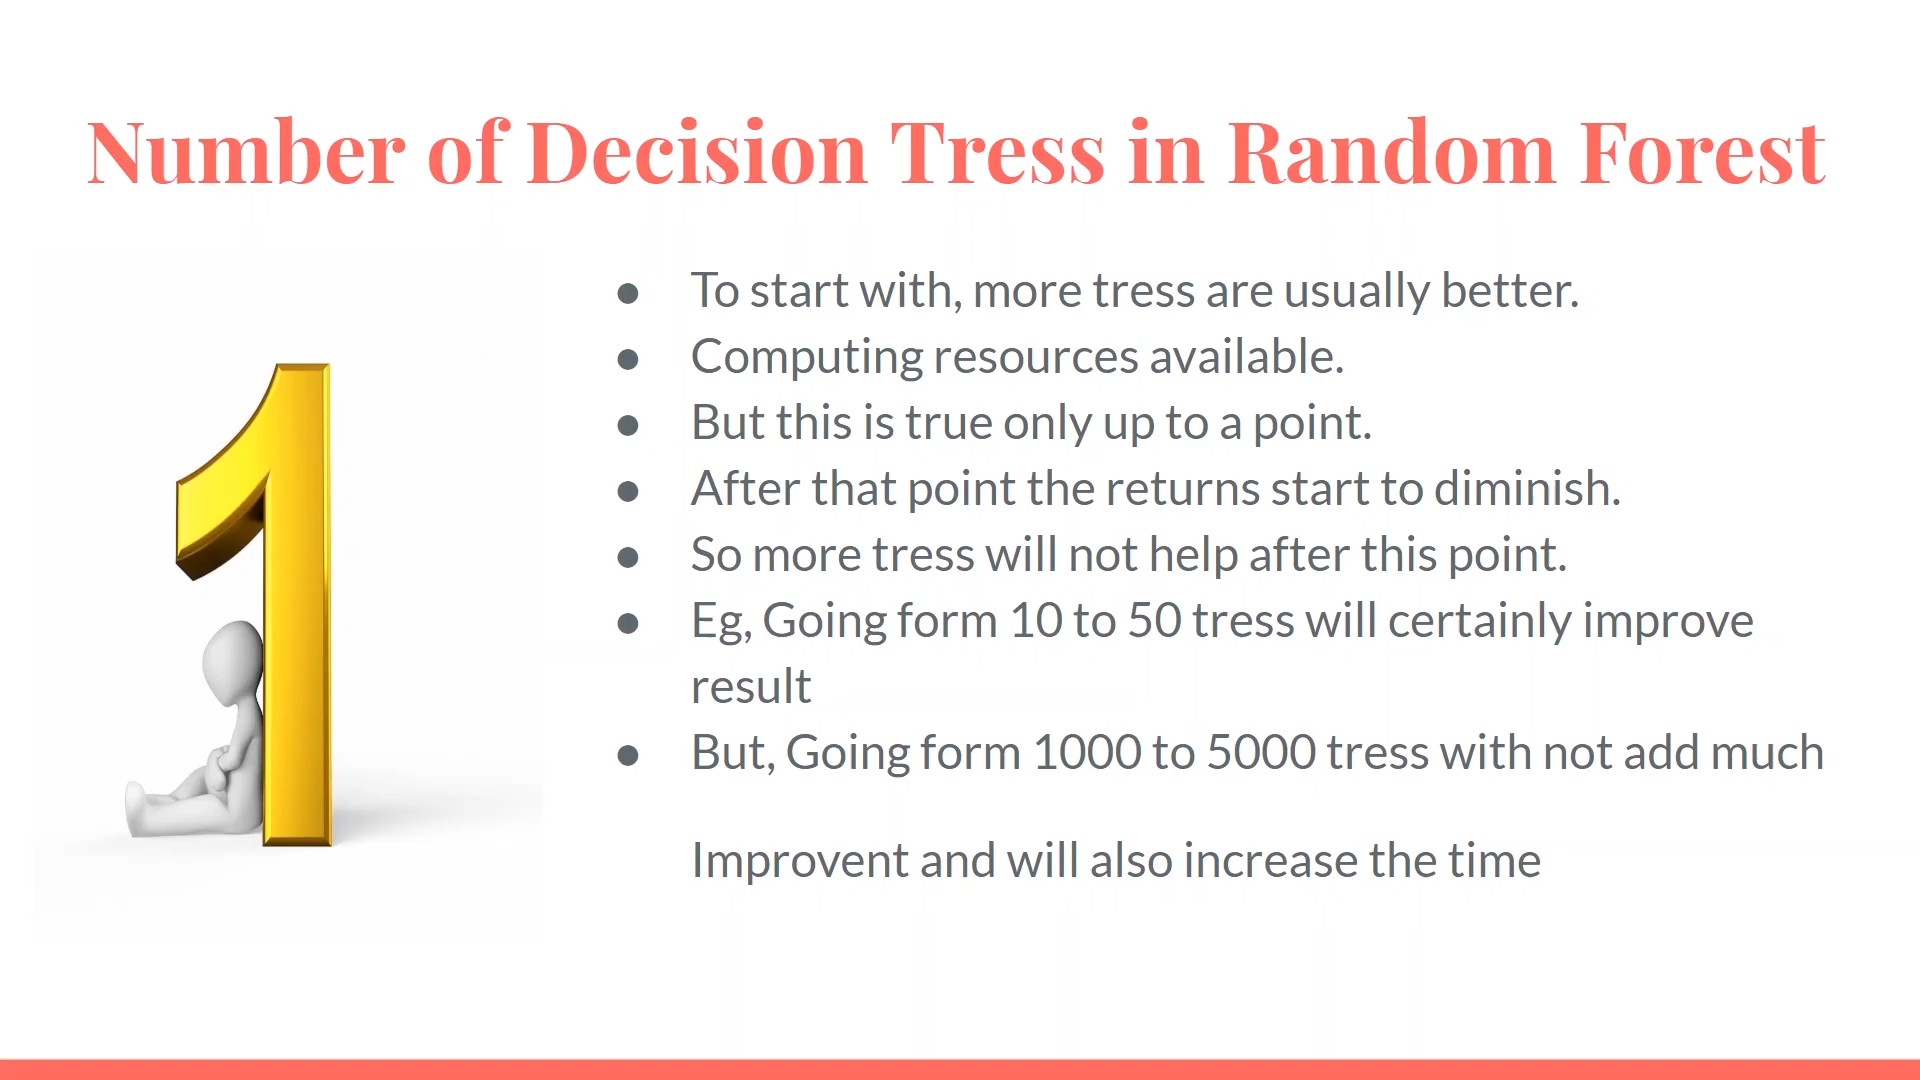 Number of Decision Tress in Random Forest
● To start with, more tress are usually better.
● Computing resources available.
● But this is true only up to a point.
● After that point the returns start to diminish.
● So more tress will not help after this point.
● Eg, Going form 10 to 50 tress will certainly improve
result
● But, Going form 1000 to 5000 tress with not add much
Improvent and will also increase the time
1